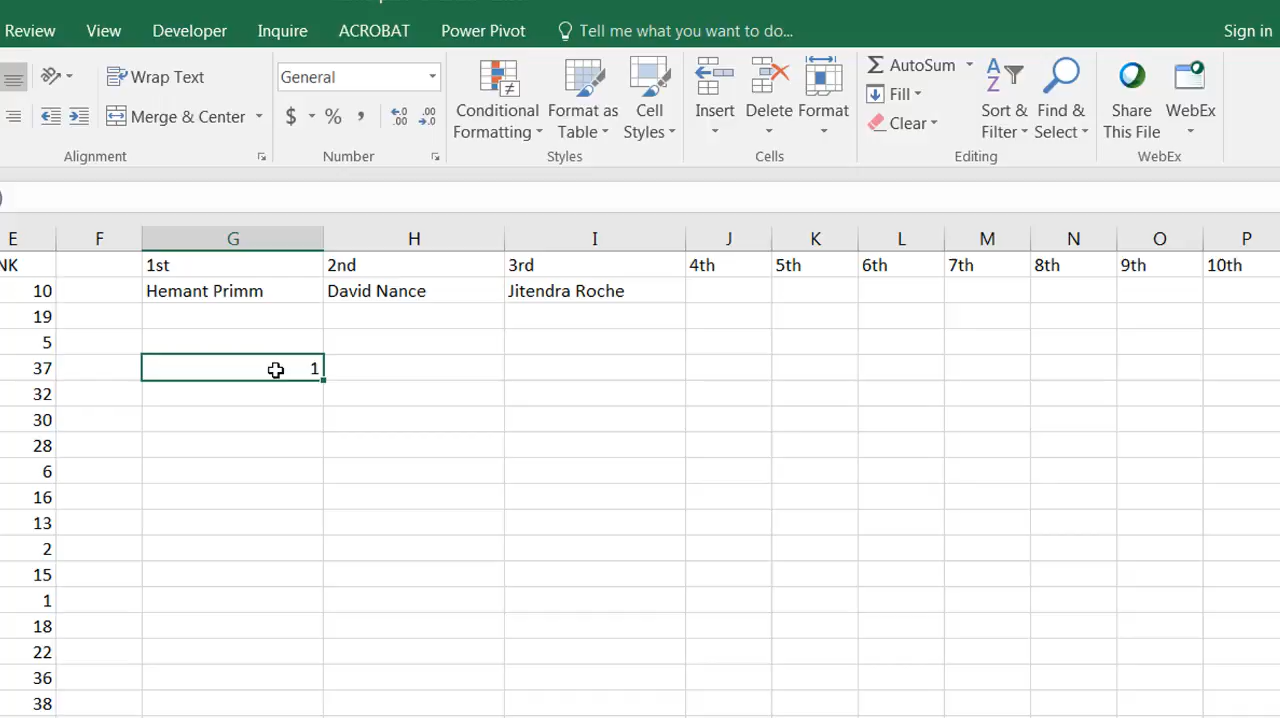 Review View Developer Inquire ACROBAT Power Pivot Tell me what you want to do... Sign in
Wrap Text General AutoSum
$ % , .00 .0 Conditional Format as Cell Insert Delete Format Fill Sort & Find & Share WebEx
Merge & Center Formatting Table Styles Clear Filter Select This File
Alignment Number Styles Cells Editing WebEx
)
E F G H I J K L M N O P
NK 1st 2nd 3rd 4th 5th 6th 7th 8th 9th 10th
10 Hemant Primm David Nance Jitendra Roche
19
5
37 1
32
30
28
6
16
13
2
15
1
18
22
36
38